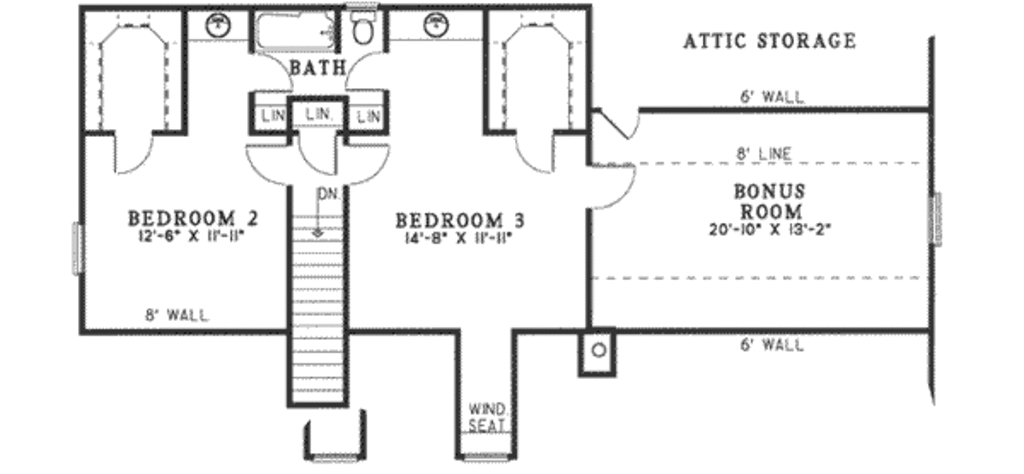 ATTIC STORAGE
BATH
6' WALL
LIN
LIN.
LIN
8' LINE
BONUS
ROOM
20'-10" X 13'-2"
DN.
BEDROOM 2
12'-6" X 11'-11"
BEDROOM 3
14'-8" X 11'-11"
8' WALL
6' WALL
WIND.
SEAT